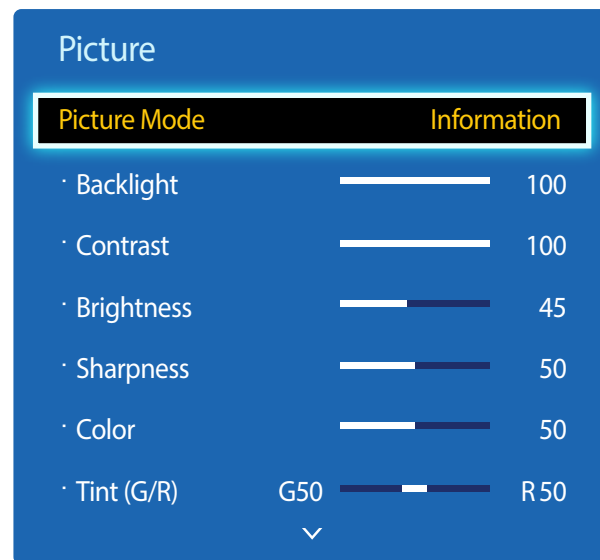 Picture
Picture Mode Information
· Backlight 100
· Contrast 100
· Brightness 45
· Sharpness 50
· Color 50
· Tint (G/R) G50 R50